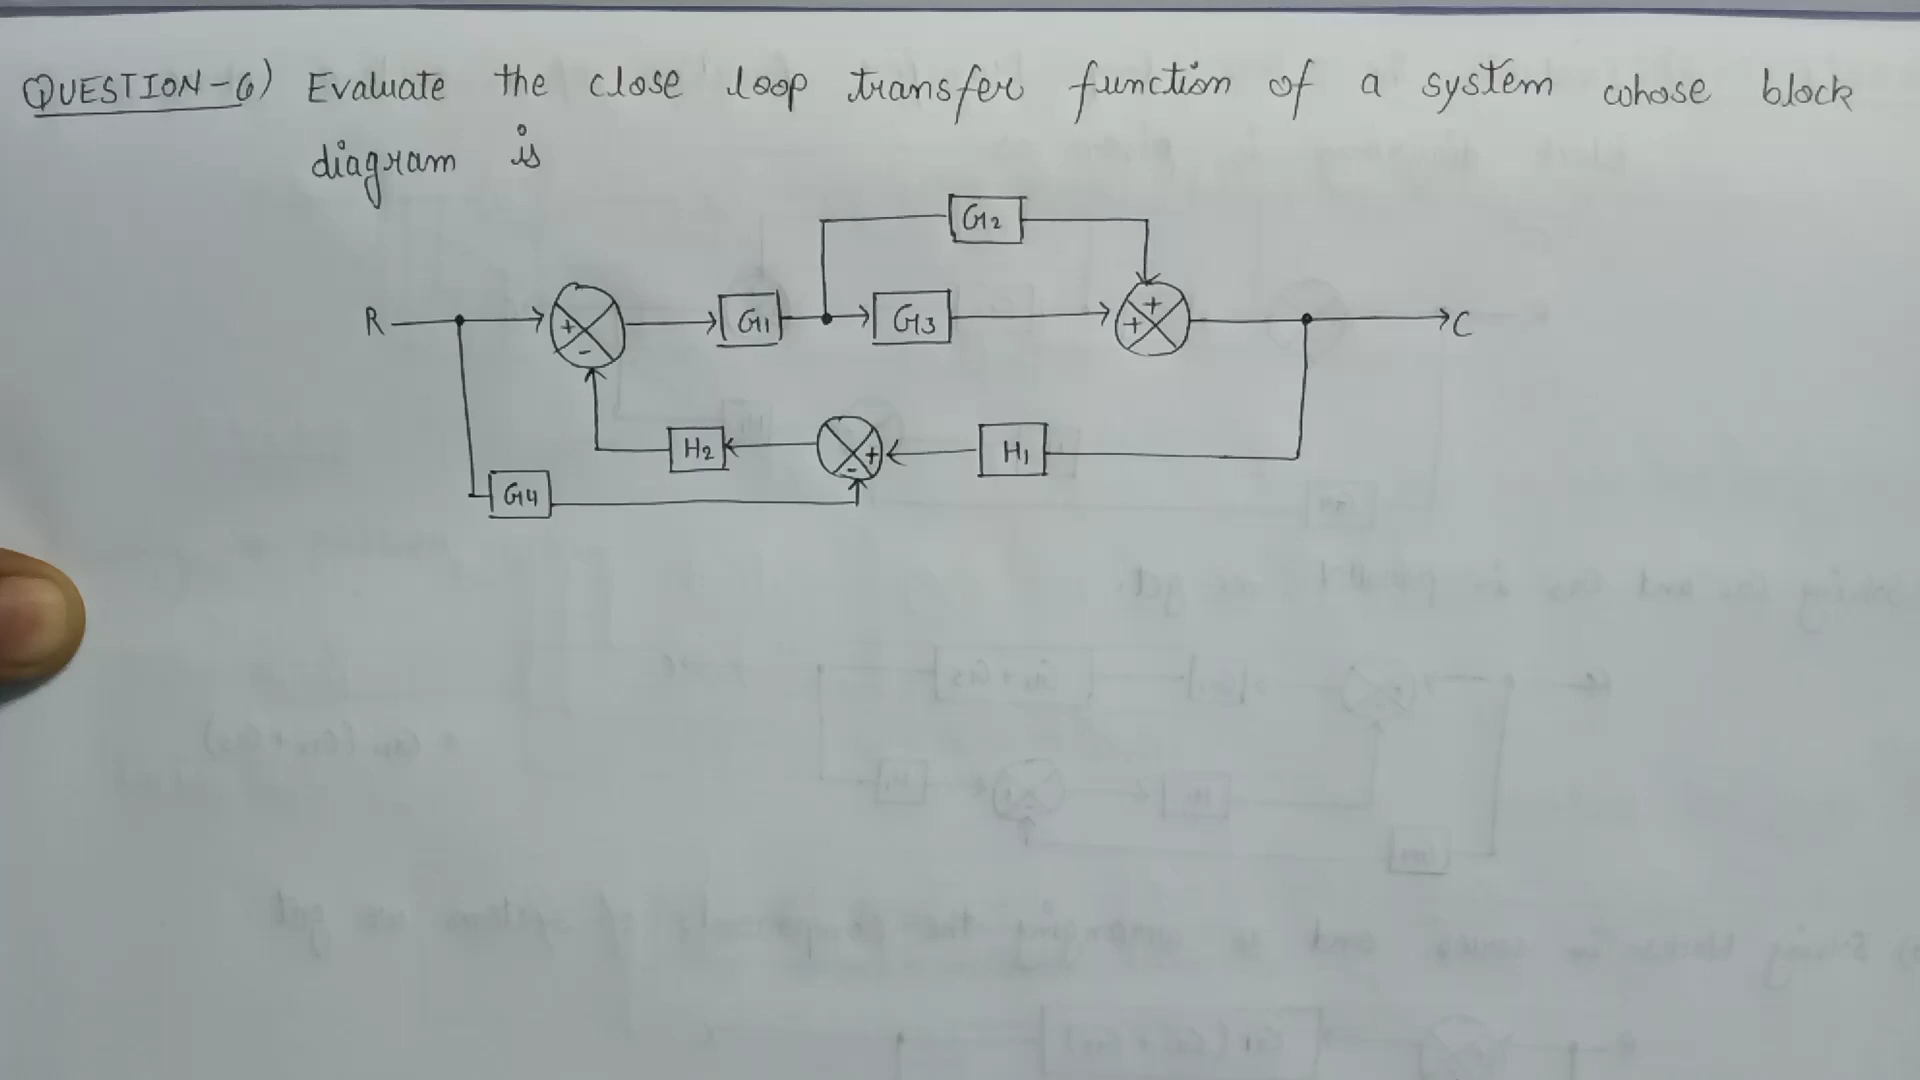 QUESTION-6) Evaluate the close loop transfer function of a system whose block
diagram is
G2
R + - G1 G3 + + C
H2 + - H1
G4